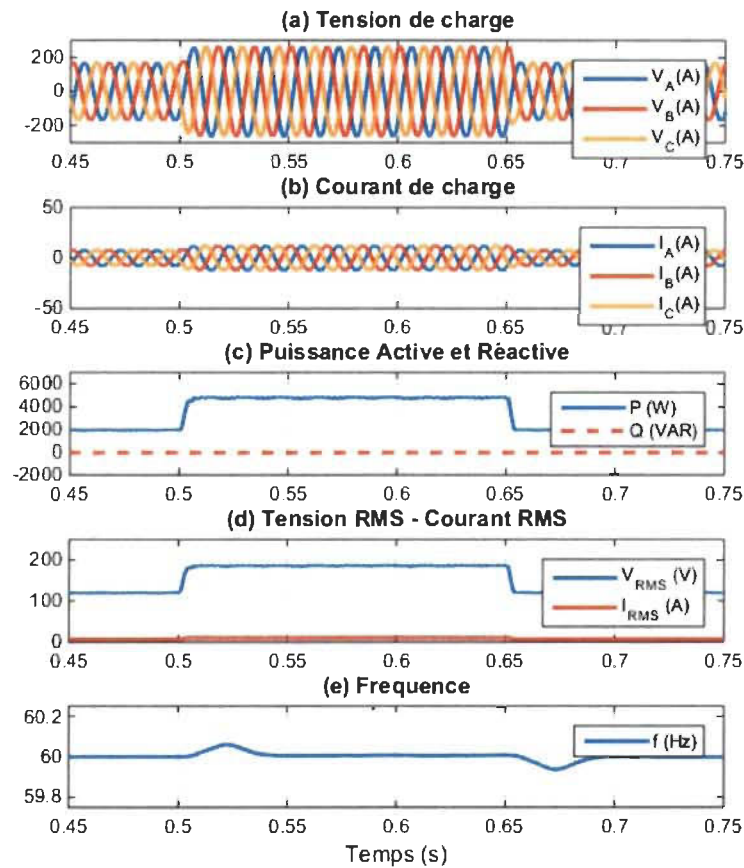 (a) Tension de charge
200
0
-200
V_A(A)
V_B(A)
V_C(A)
0.45 0.5 0.55 0.6 0.65 0.7 0.75
(b) Courant de charge
50
0
-50
I_A(A)
I_B(A)
I_C(A)
0.45 0.5 0.55 0.6 0.65 0.7 0.75
(c) Puissance Active et Réactive
6000
4000
2000
0
-2000
P (W)
Q (VAR)
0.45 0.5 0.55 0.6 0.65 0.7 0.75
(d) Tension RMS - Courant RMS
200
100
0
V_RMS (V)
I_RMS (A)
0.45 0.5 0.55 0.6 0.65 0.7 0.75
(e) Frequence
60.2
60
59.8
f (Hz)
0.45 0.5 0.55 0.6 0.65 0.7 0.75
Temps (s)